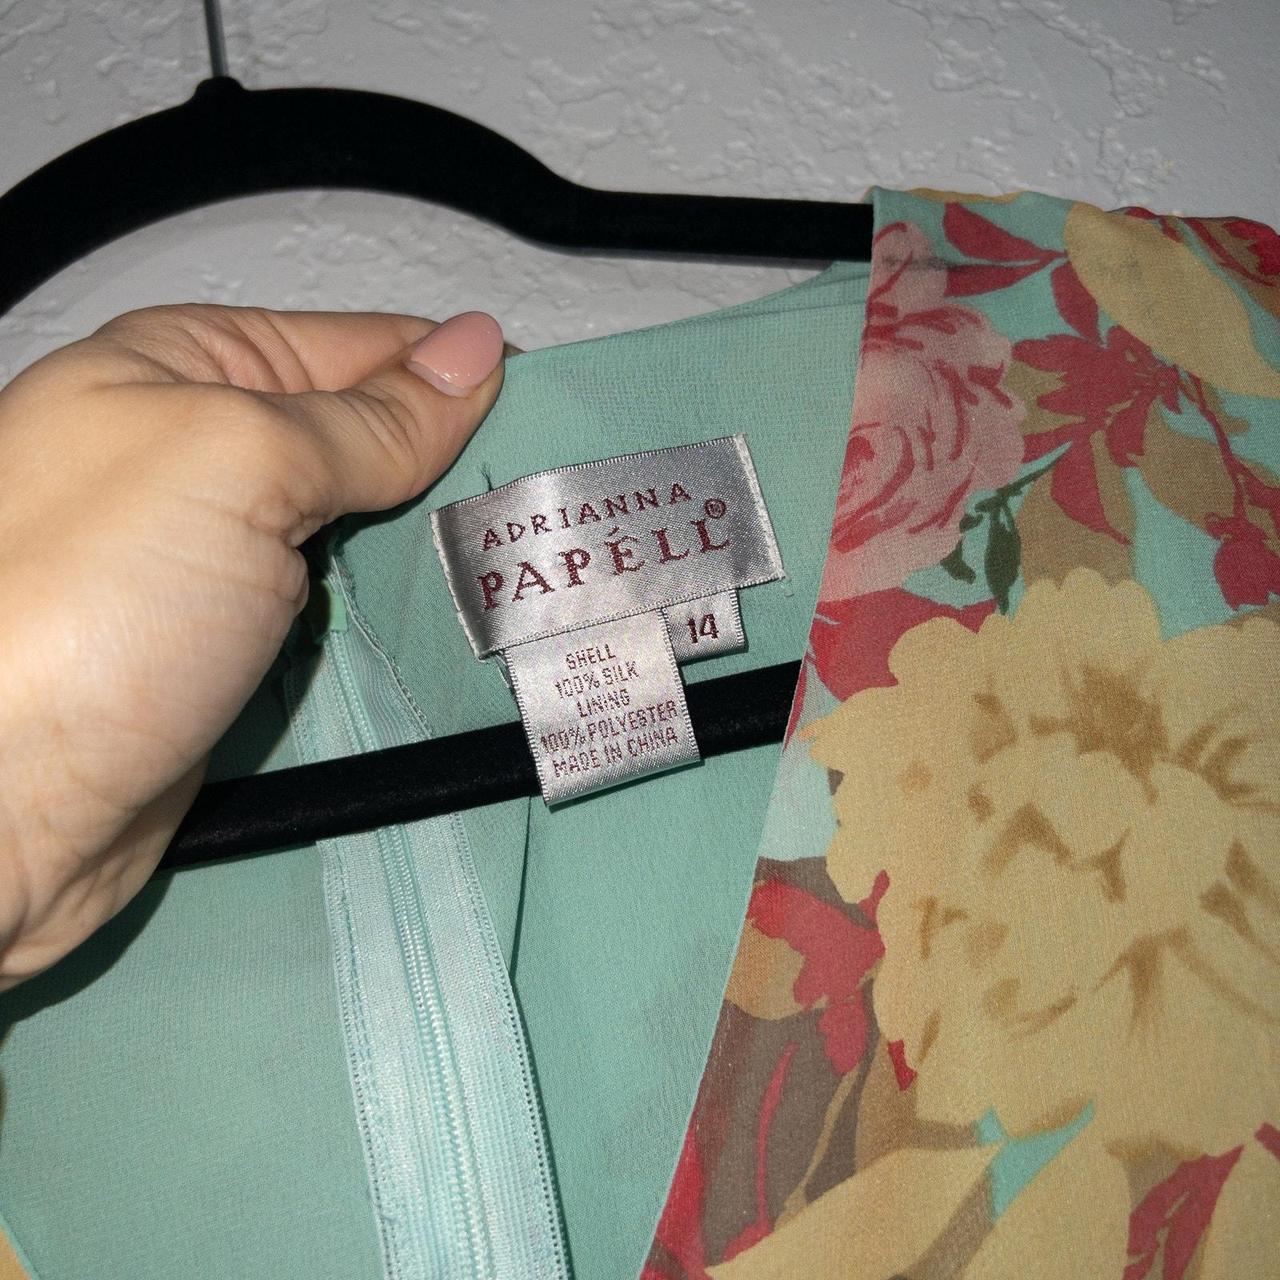 ADRIANNA
PAPÉLL®
14
SHELL
100% SILK
LINING
100% POLYESTER
MADE IN CHINA